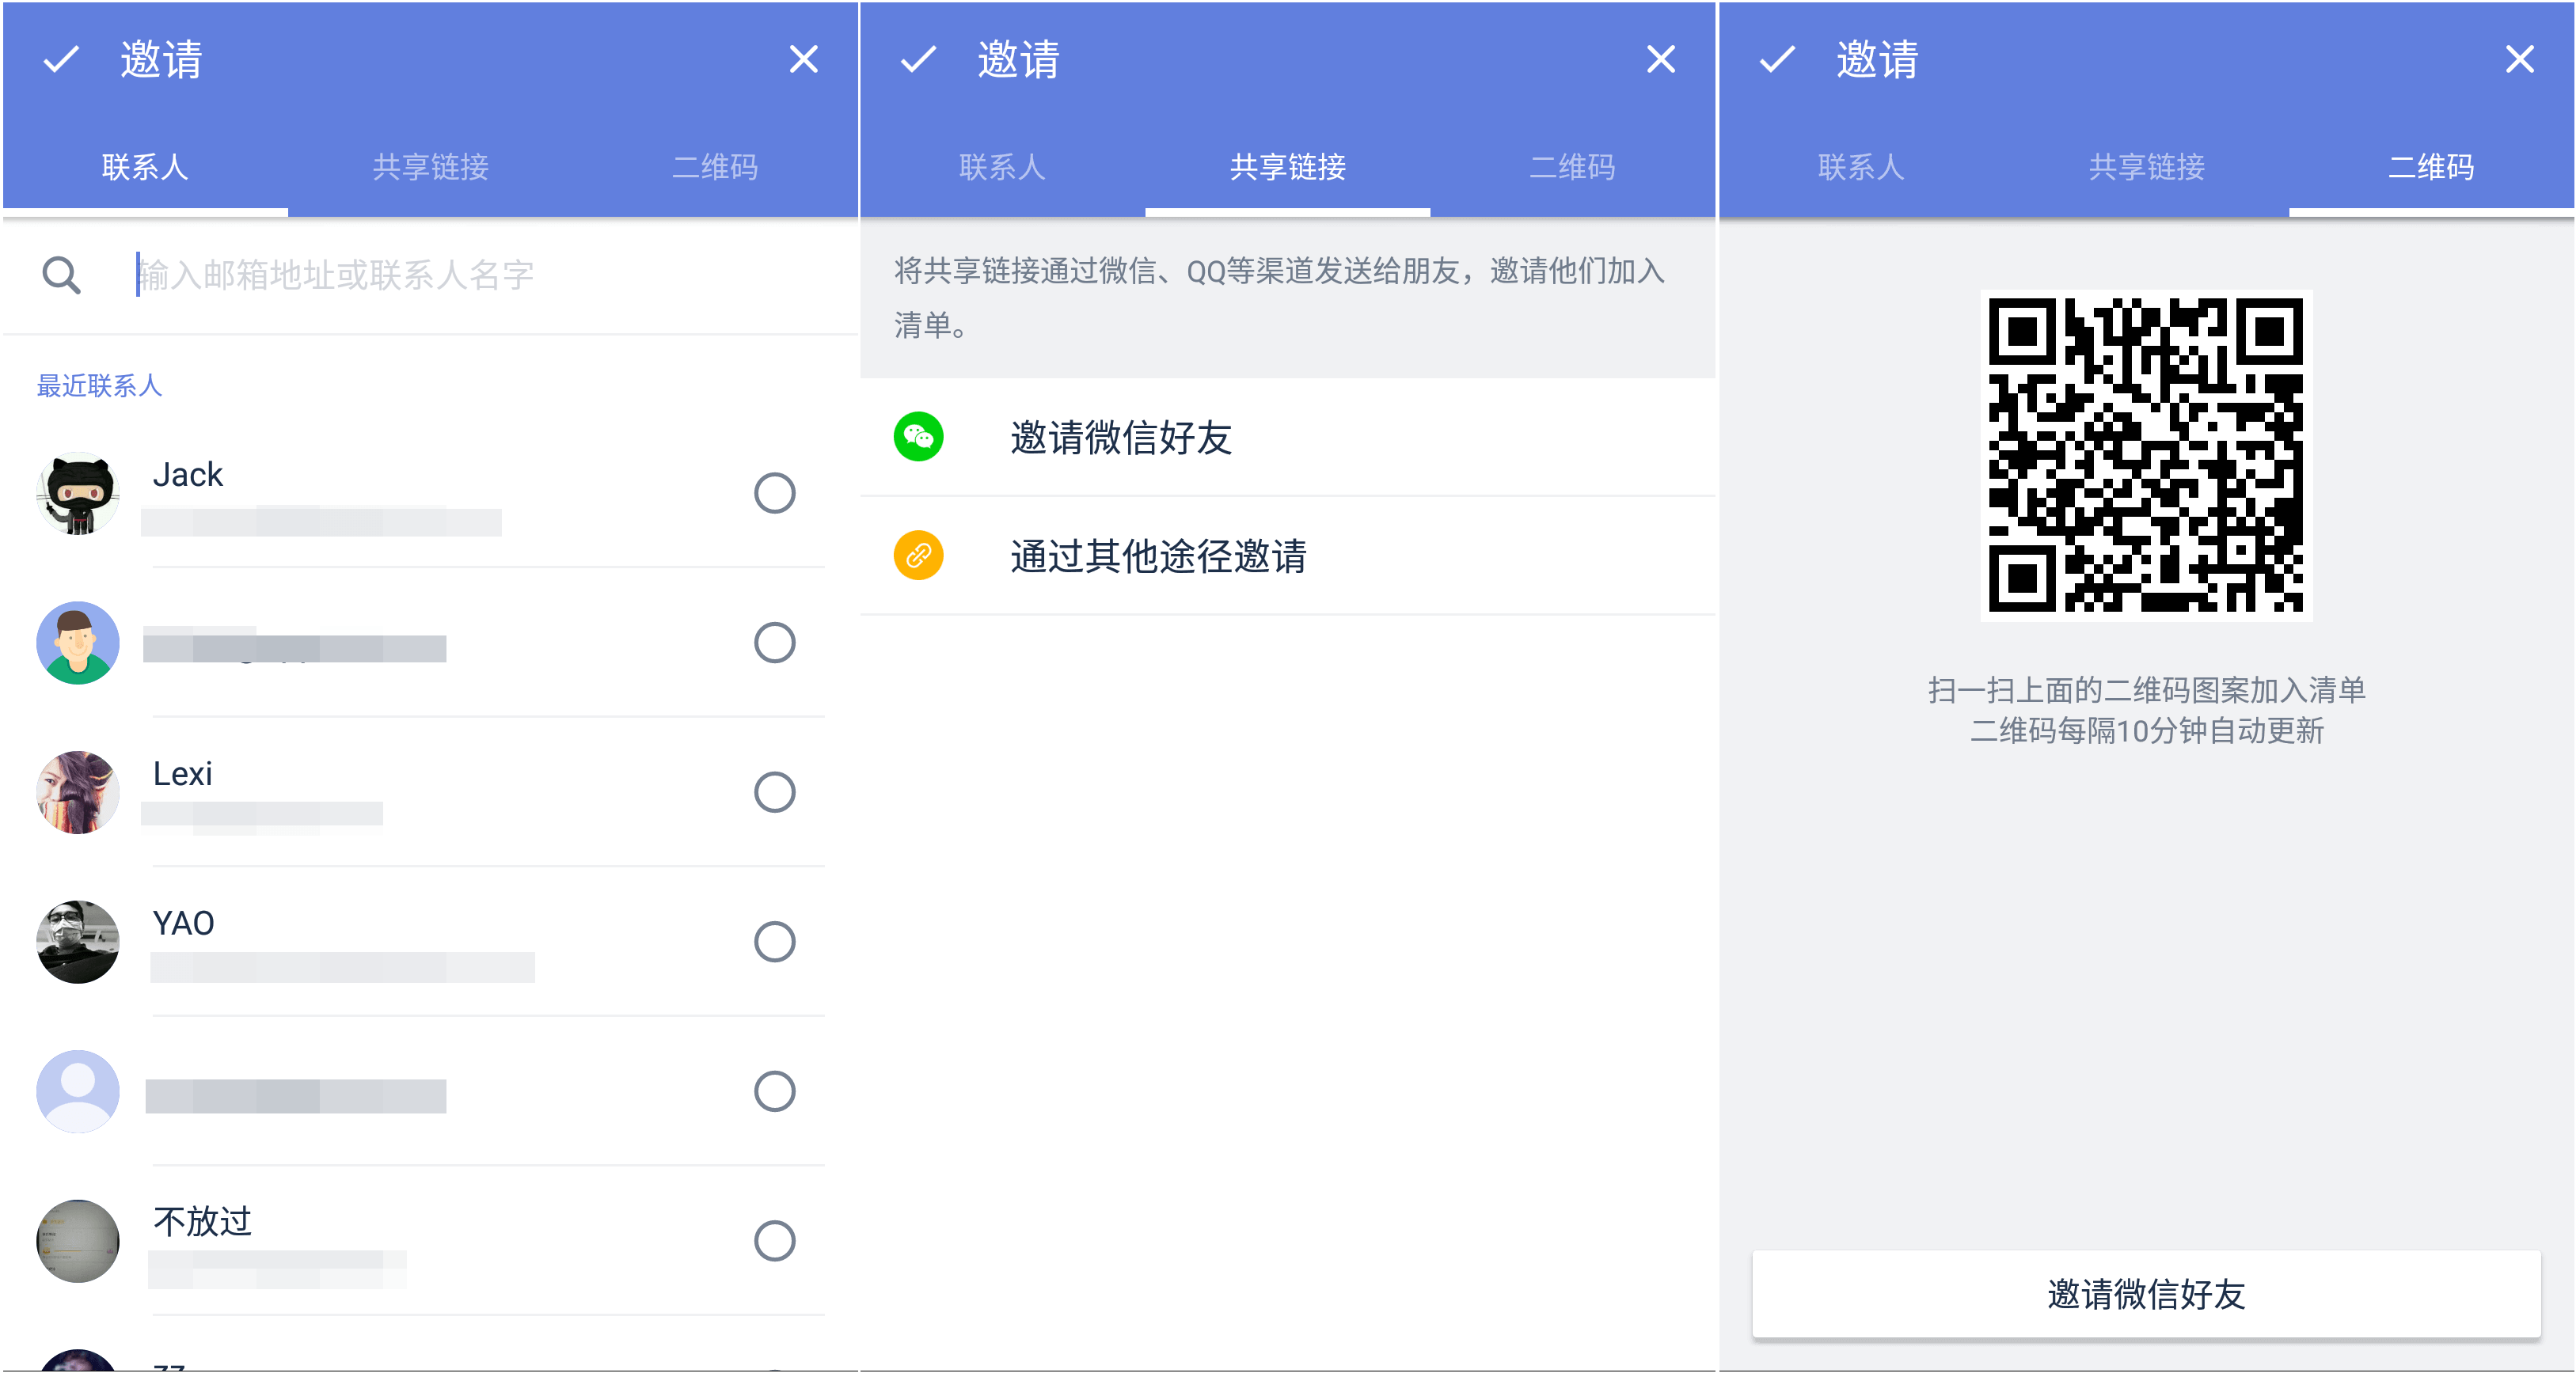 邀请
联系人 共享链接 二维码
输入邮箱地址或联系人名字
最近联系人
Jack
Lexi
YAO
不放过
邀请
联系人 共享链接 二维码
将共享链接通过微信、QQ等渠道发送给朋友，邀请他们加入
清单。
邀请微信好友
通过其他途径邀请
邀请
联系人 共享链接 二维码
扫一扫上面的二维码图案加入清单
二维码每隔10分钟自动更新
邀请微信好友